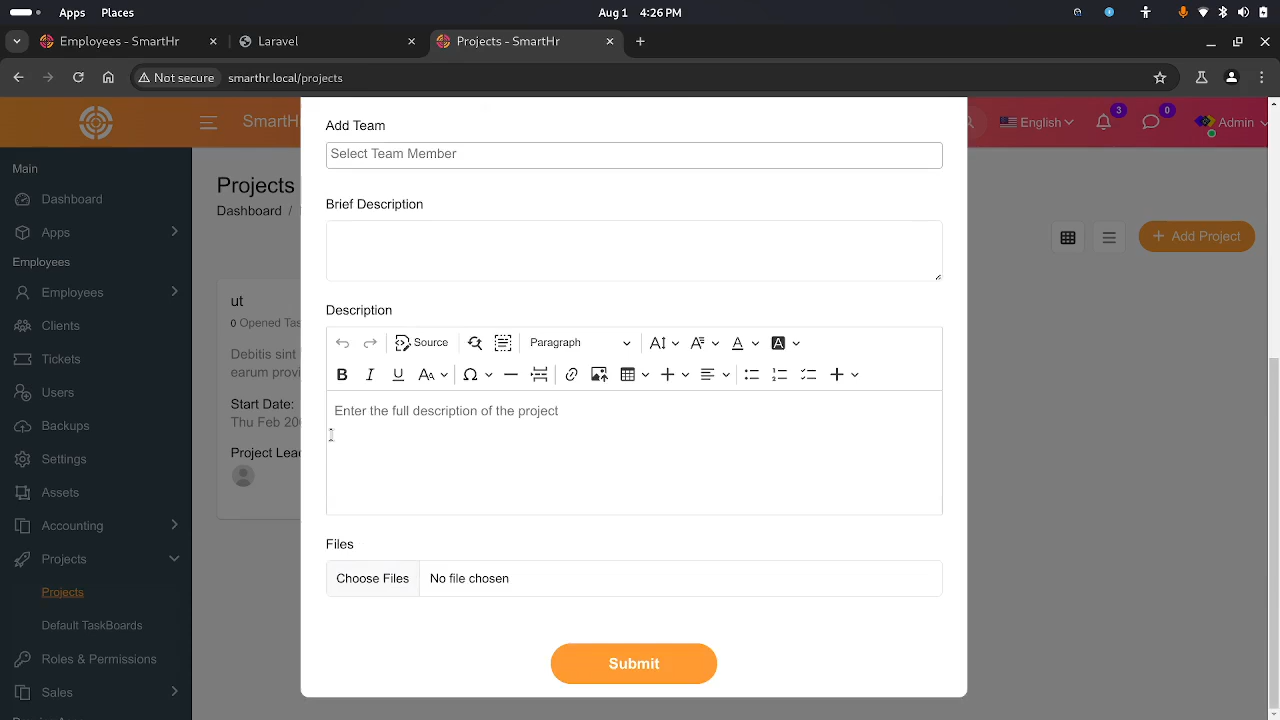 Apps Places Aug 1 4:26 PM
Employees - SmartHr Laravel Projects - SmartHr
Not secure smarthr.local/projects
SmartH English 3 0 Admin
Main
Dashboard
Apps
Employees
Employees
Clients
Tickets
Users
Backups
Settings
Assets
Accounting
Projects
Projects
Default TaskBoards
Roles & Permissions
Sales
Projects
Dashboard /
Add Project
ut
0 Opened Tas
Debitis sint
earum provi
Start Date:
Thu Feb 20
Project Lead
Add Team
Select Team Member
Brief Description
Description
Source Paragraph
Enter the full description of the project
Files
Choose Files No file chosen
Submit